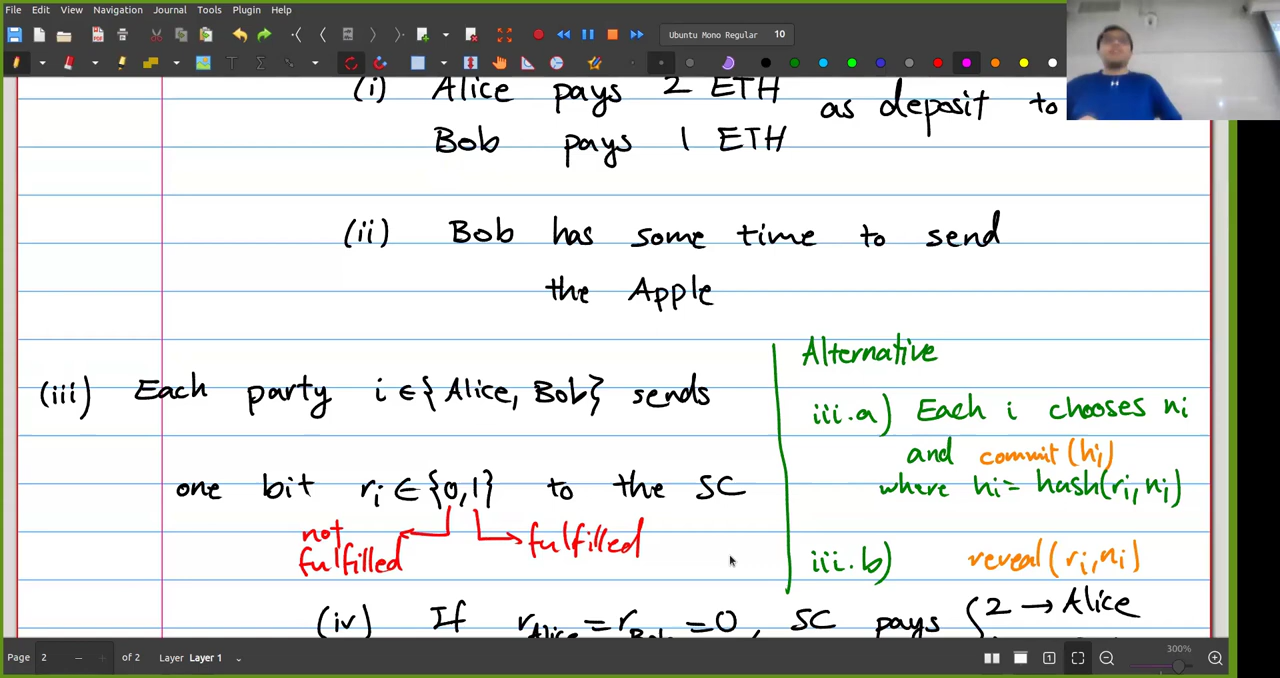 File Edit View Navigation Journal Tools Plugin Help
Ubuntu Mono Regular 10
(i) Alice pays 2 ETH as deposit to
Bob pays 1 ETH
(ii) Bob has some time to send
the Apple
(iii) Each party i ∈ {Alice, Bob} sends
one bit ri ∈ {0,1} to the SC
not fulfilled
fulfilled
Alternative
iii.a) Each i chooses ni
and commit(hi)
where hi = hash(ri, ni)
iii.b) reveal(ri, ni)
(iv) If rAlice = rBob = 0, SC pays { 2 → Alice
Page 2 of 2 Layer Layer 1 300%